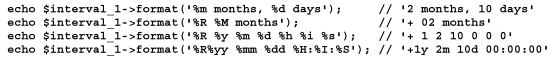 echo $interval_1->format('%m months, %d days');     // '2 months, 10 days'
echo $interval_1->format('%R %M months');           // '+ 02 months'
echo $interval_1->format('%R %y %m %d %h %i %s');   // '+ 1 2 10 0 0 0'
echo $interval_1->format('%R%yy %mm %dd %H:%I:%S'); // '+1y 2m 10d 00:00:00'